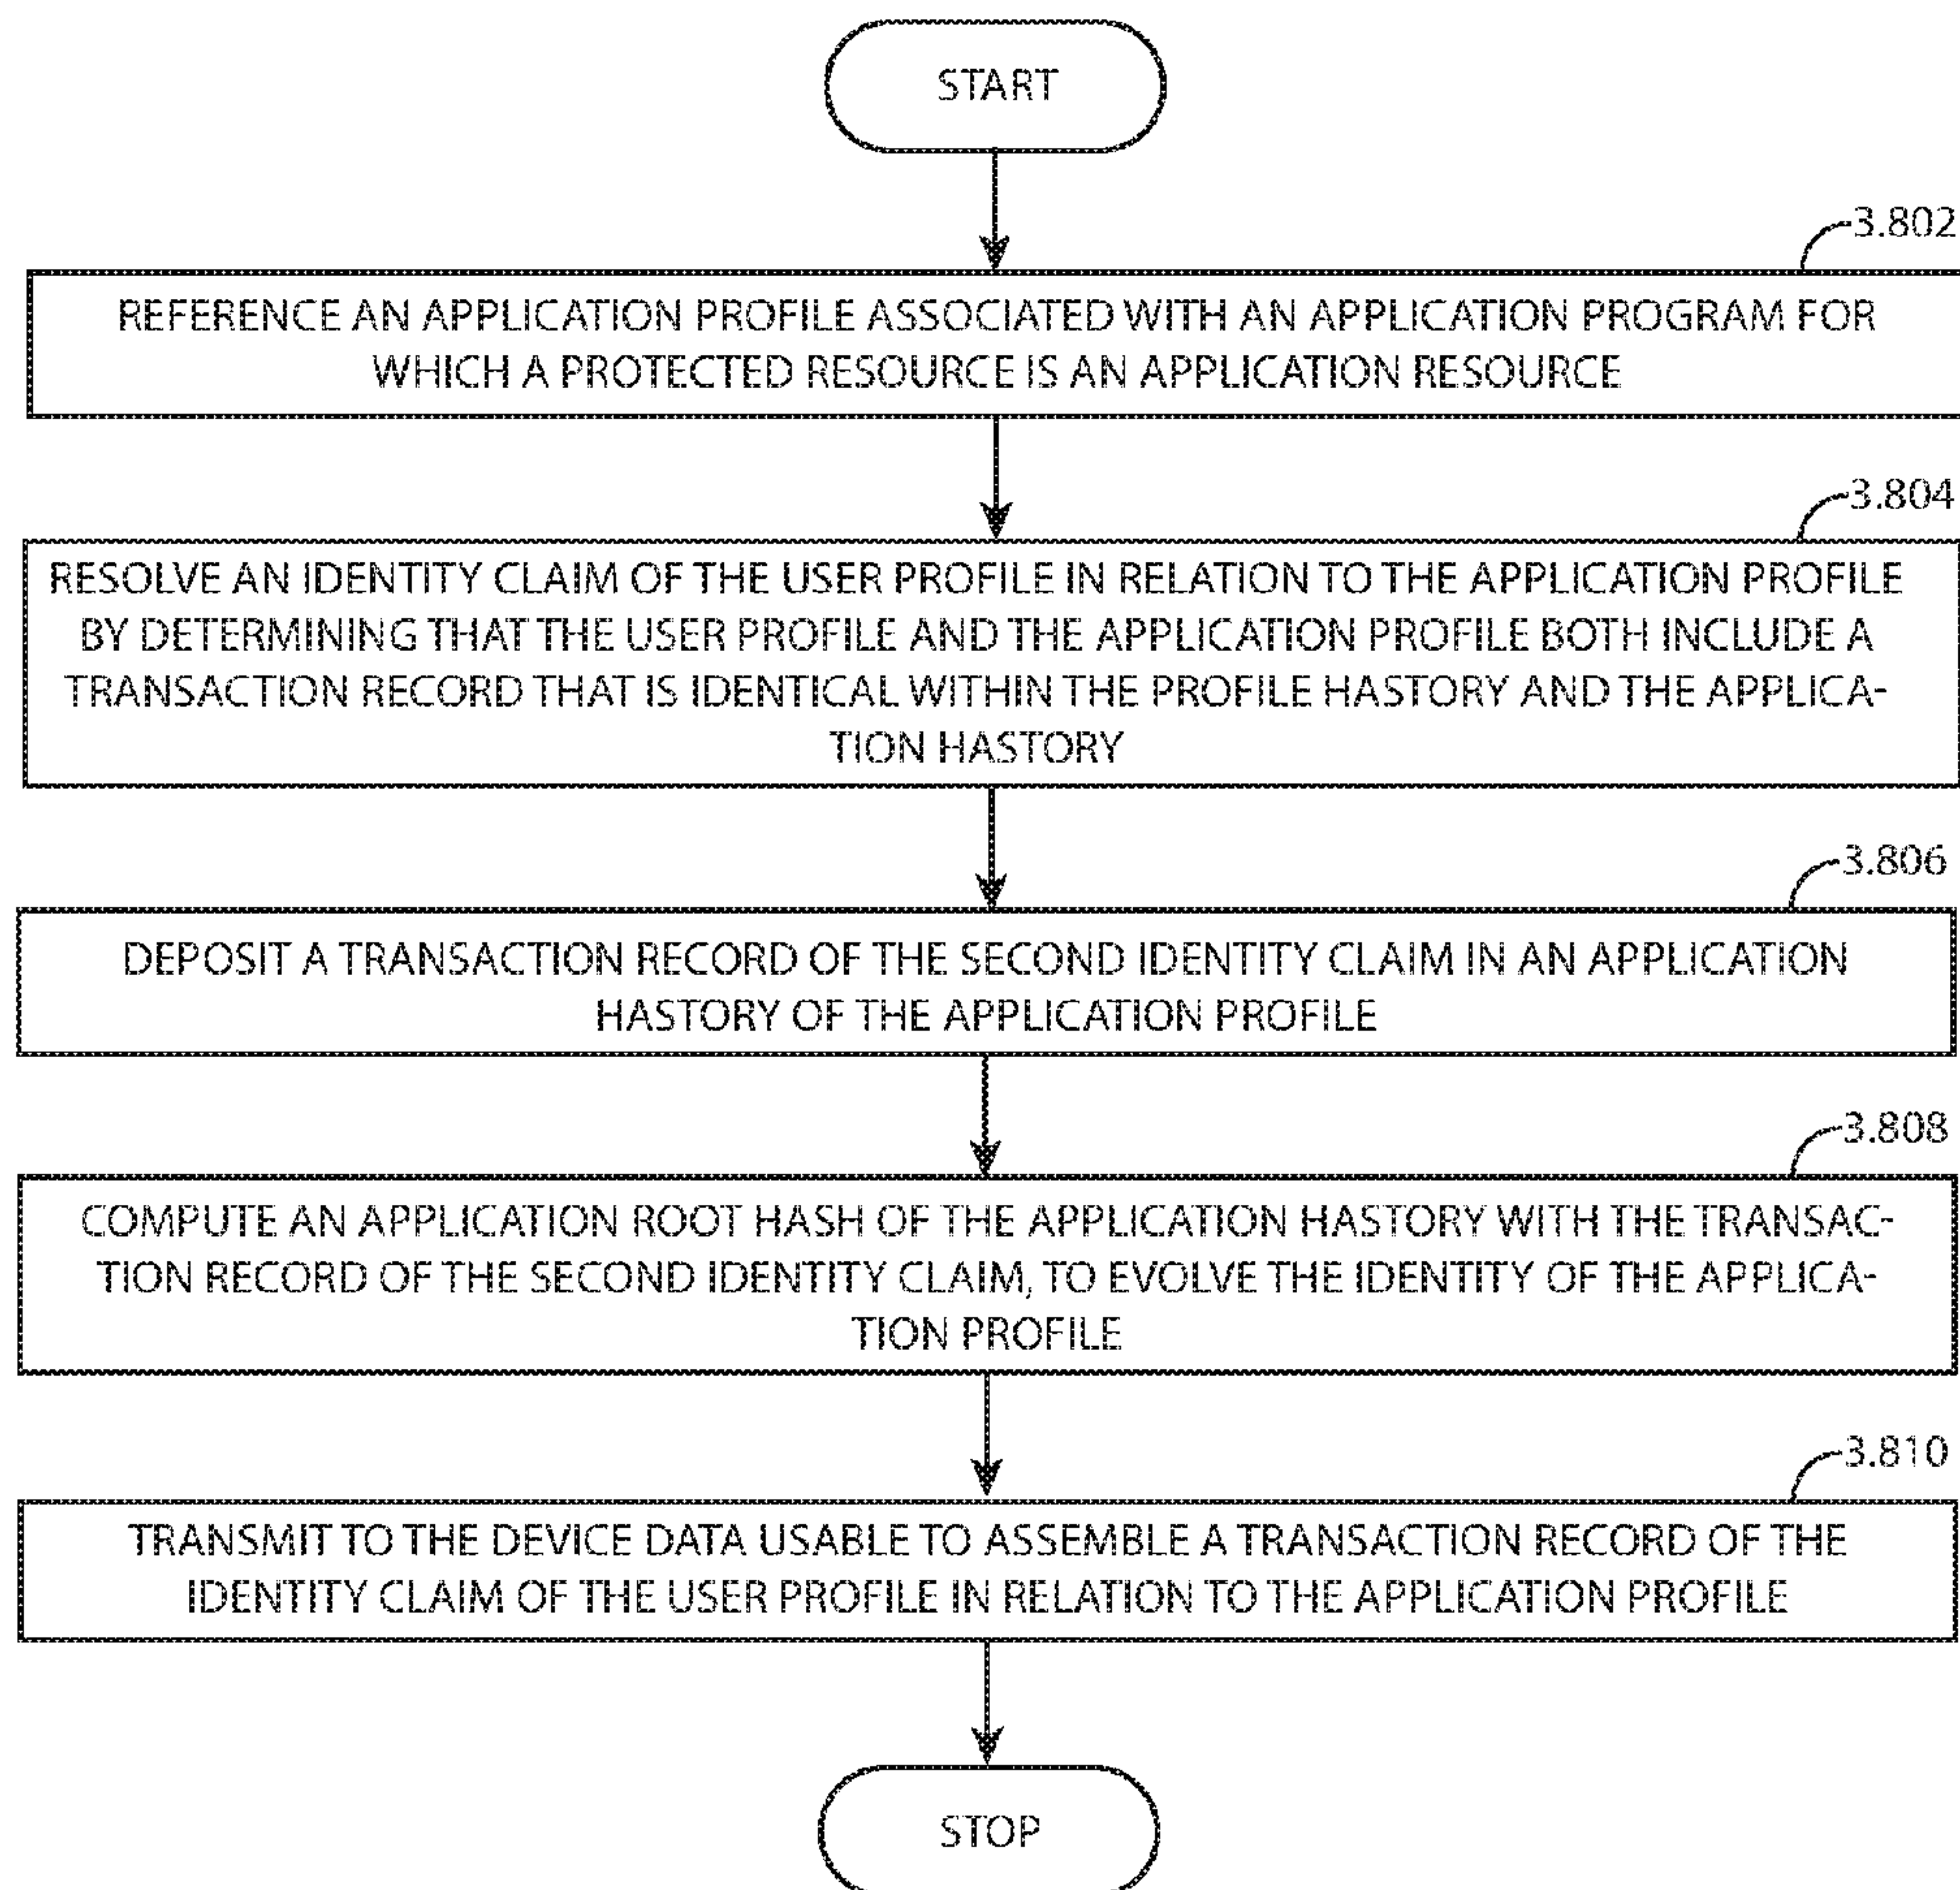 START
3.802
REFERENCE AN APPLICATION PROFILE ASSOCIATED WITH AN APPLICATION PROGRAM FOR
WHICH A PROTECTED RESOURCE IS AN APPLICATION RESOURCE
3.804
RESOLVE AN IDENTITY CLAIM OF THE USER PROFILE IN RELATION TO THE APPLICATION PROFILE
BY DETERMINING THAT THE USER PROFILE AND THE APPLICATION PROFILE BOTH INCLUDE A
TRANSACTION RECORD THAT IS IDENTICAL WITHIN THE PROFILE HASTORY AND THE APPLICA-
TION HASTORY
3.806
DEPOSIT A TRANSACTION RECORD OF THE SECOND IDENTITY CLAIM IN AN APPLICATION
HASTORY OF THE APPLICATION PROFILE
3.808
COMPUTE AN APPLICATION ROOT HASH OF THE APPLICATION HASTORY WITH THE TRANSAC-
TION RECORD OF THE SECOND IDENTITY CLAIM, TO EVOLVE THE IDENTITY OF THE APPLICA-
TION PROFILE
3.810
TRANSMIT TO THE DEVICE DATA USABLE TO ASSEMBLE A TRANSACTION RECORD OF THE
IDENTITY CLAIM OF THE USER PROFILE IN RELATION TO THE APPLICATION PROFILE
STOP